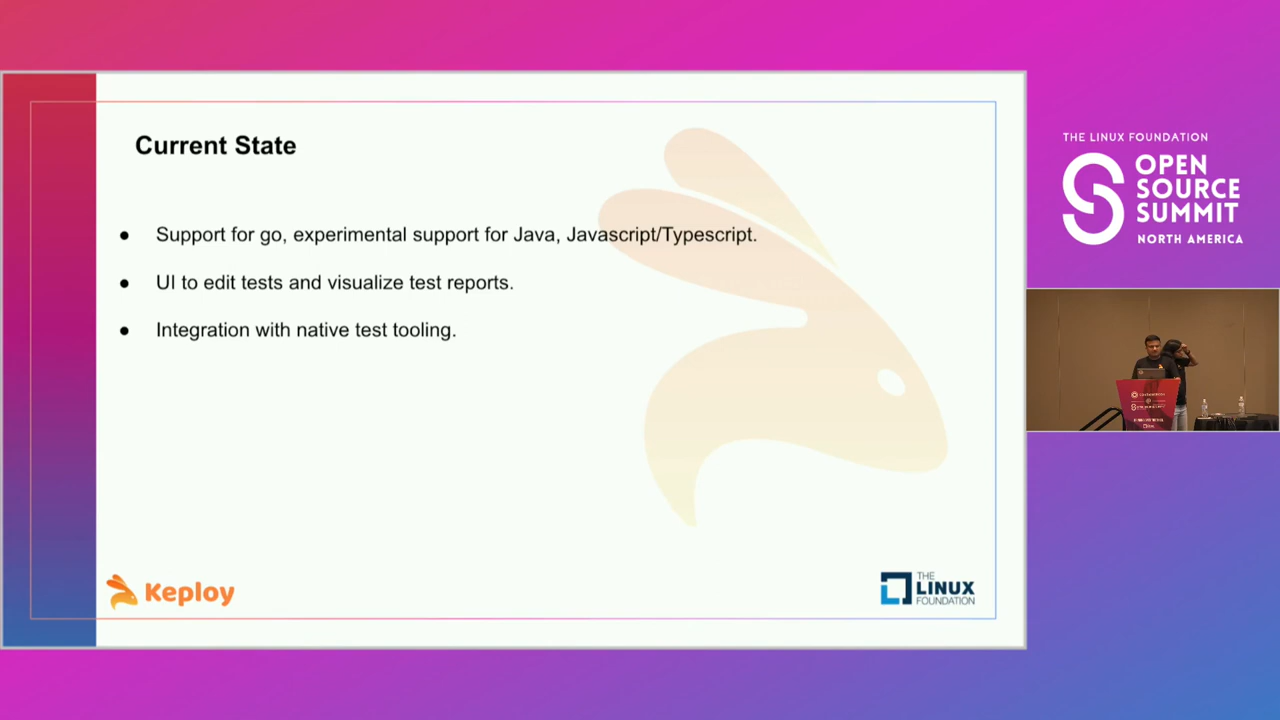 Current State
● Support for go, experimental support for Java, Javascript/Typescript.
● UI to edit tests and visualize test reports.
● Integration with native test tooling.
Keploy
THE
LINUX
FOUNDATION
THE LINUX FOUNDATION
OPEN
SOURCE
SUMMIT
NORTH AMERICA